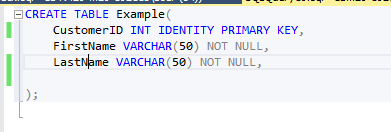 CREATE TABLE Example(
CustomerID INT IDENTITY PRIMARY KEY,
FirstName VARCHAR(50) NOT NULL,
LastName VARCHAR(50) NOT NULL,
);